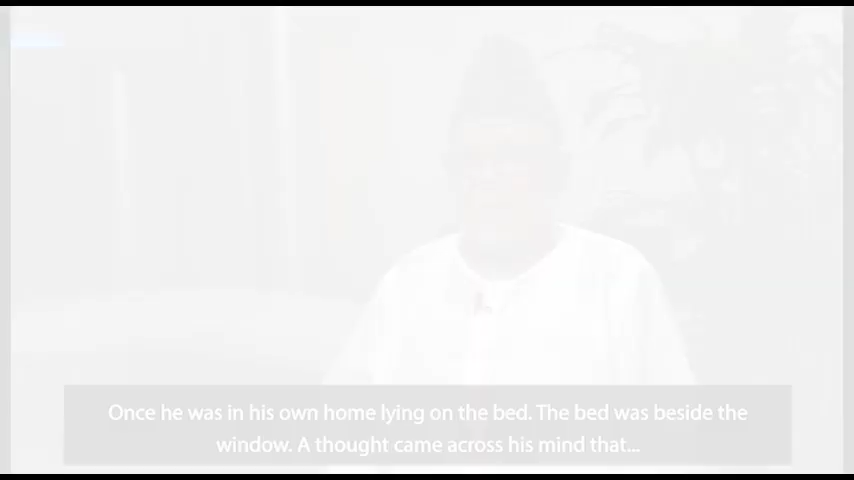 Once he was in his own home lying on the bed. The bed was beside the
window. A thought came across his mind that...